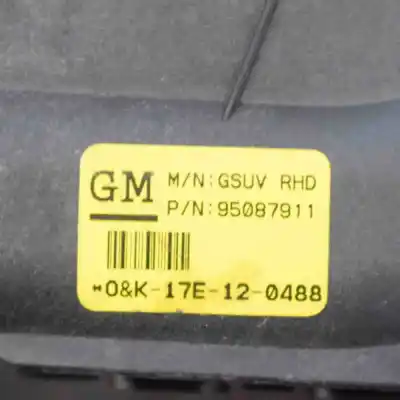 GM M/N:GSUV RHD
P/N:95087911
*O&K-17E-12-0488